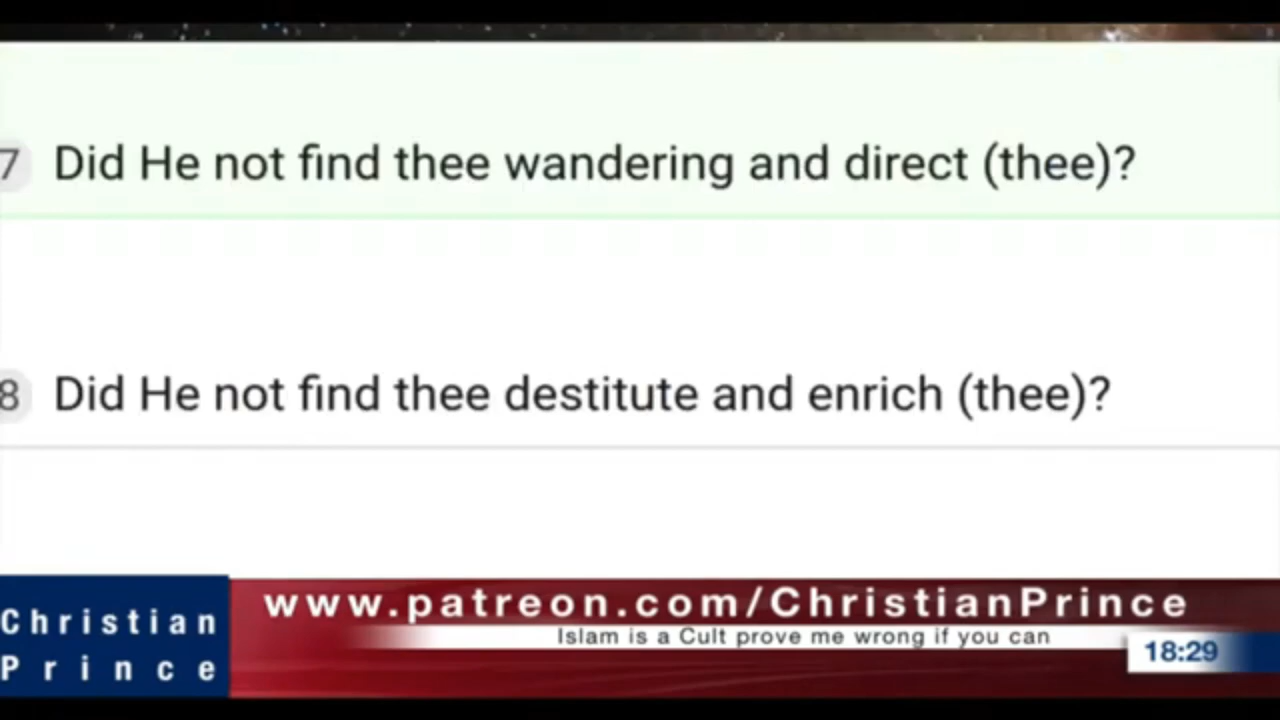 7 Did He not find thee wandering and direct (thee)?
8 Did He not find thee destitute and enrich (thee)?
Christian
Prince
www.patreon.com/ChristianPrince
Islam is a Cult prove me wrong if you can
18:29